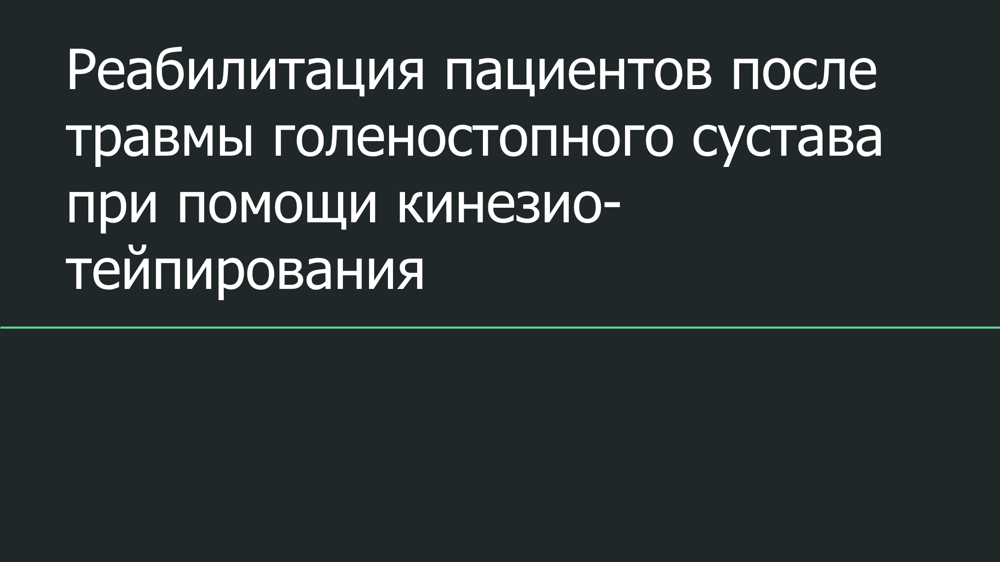 Реабилитация пациентов после
травмы голеностопного сустава
при помощи кинезио-
тейпирования